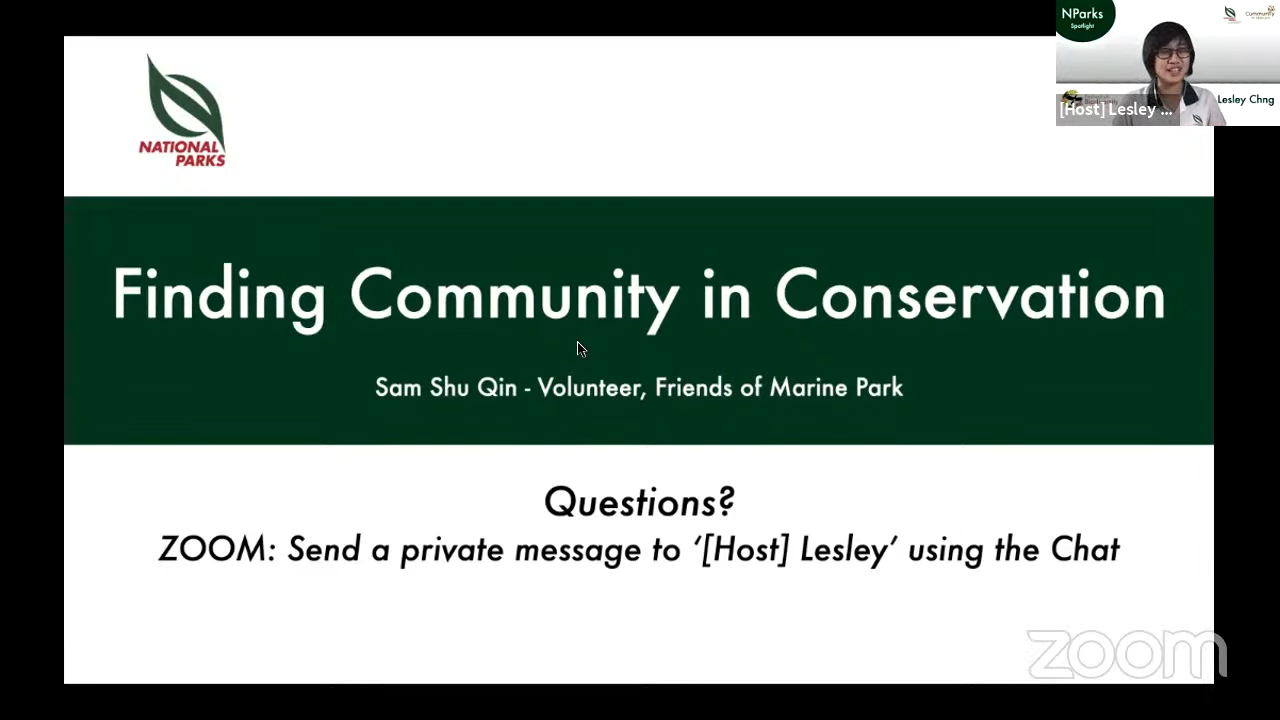 NATIONAL
PARKS
NParks
Spotlight
Community
[Host] Lesley ...
Lesley Chng
Finding Community in Conservation
Sam Shu Qin - Volunteer, Friends of Marine Park
Questions?
ZOOM: Send a private message to ‘[Host] Lesley’ using the Chat
zoom